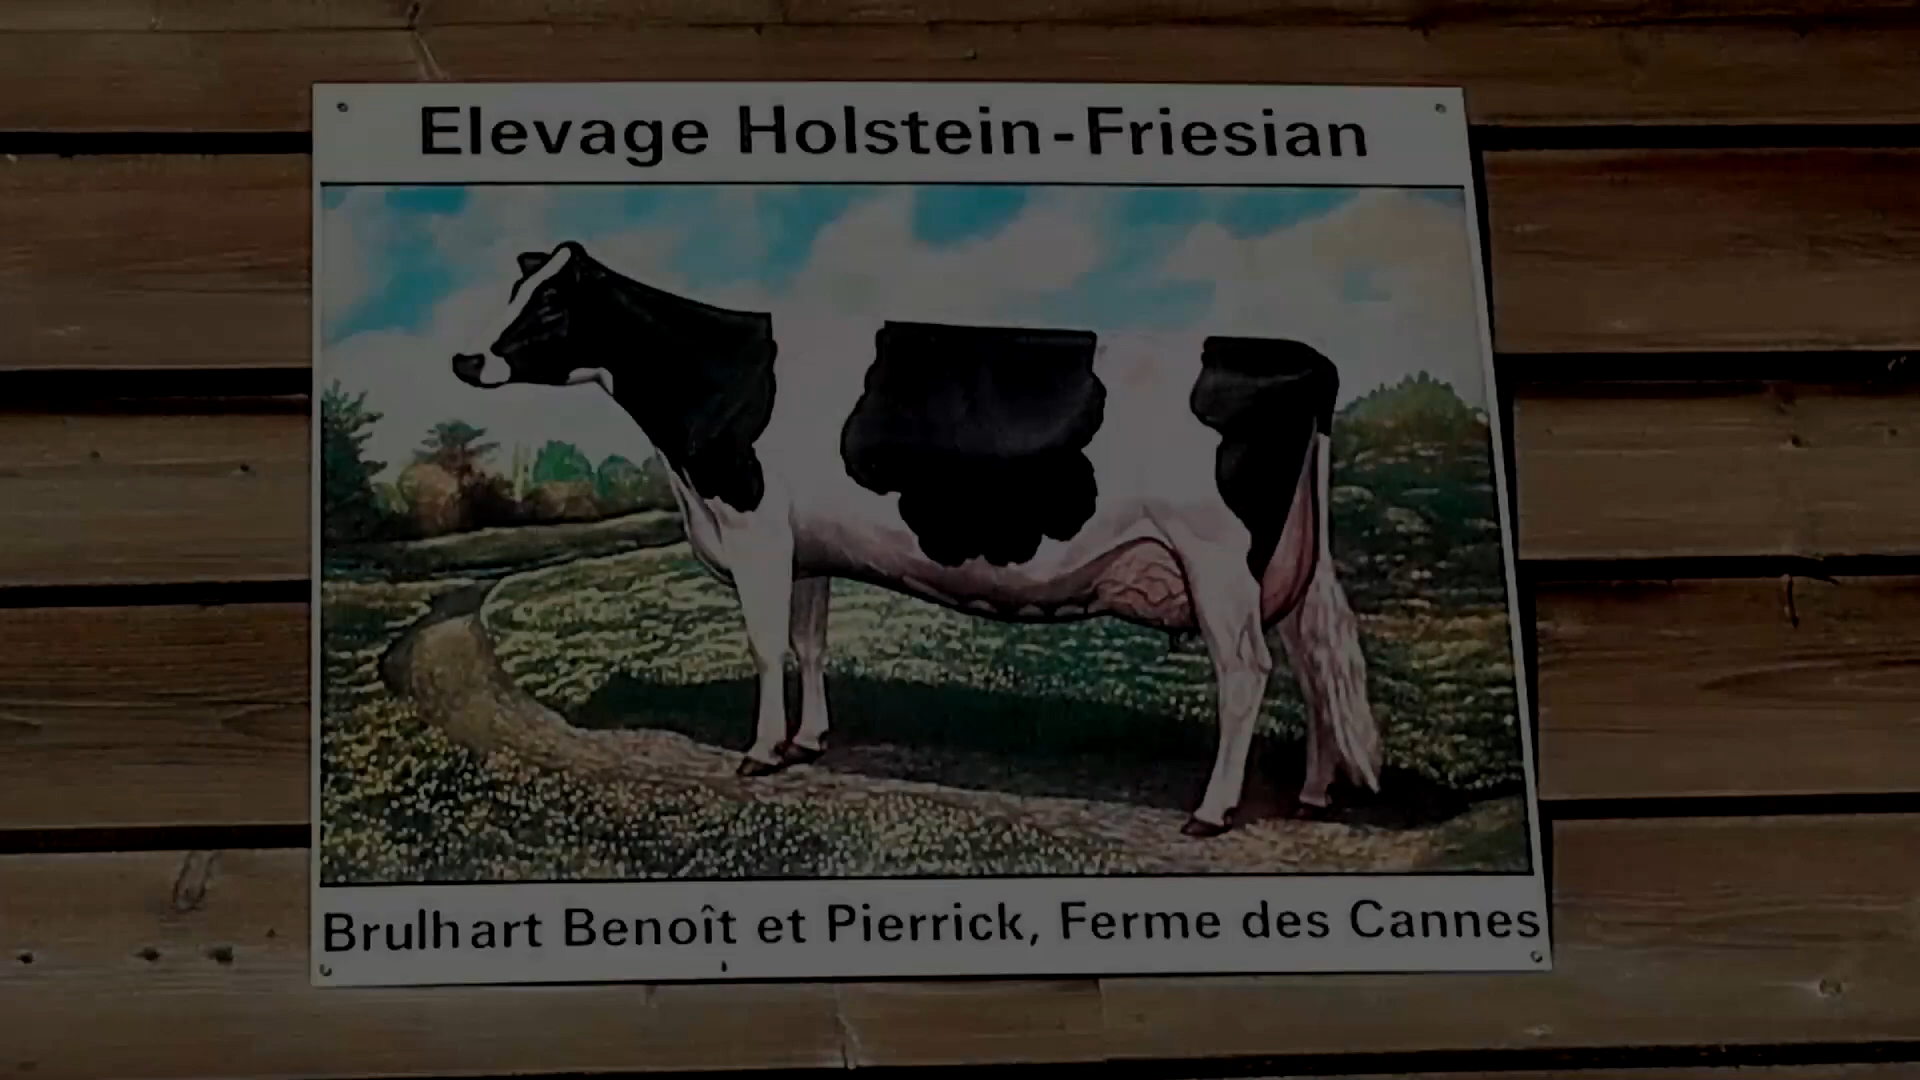 Elevage Holstein-Friesian
Brulhart Benoît et Pierrick, Ferme des Cannes